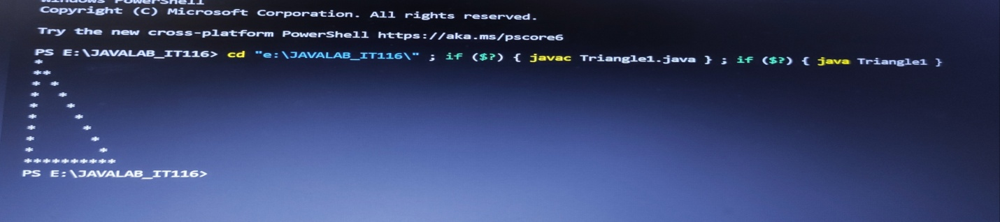 Windows PowerShell
Copyright (C) Microsoft Corporation. All rights reserved.
Try the new cross-platform PowerShell https://aka.ms/pscore6
PS E:\JAVALAB_IT116> cd "e:\JAVALAB_IT116\" ; if ($?) { javac Triangle1.java } ; if ($?) { java Triangle1 }
*
**
* *
*  *
*   *
*    *
*     *
*      *
*       *
**********
PS E:\JAVALAB_IT116>